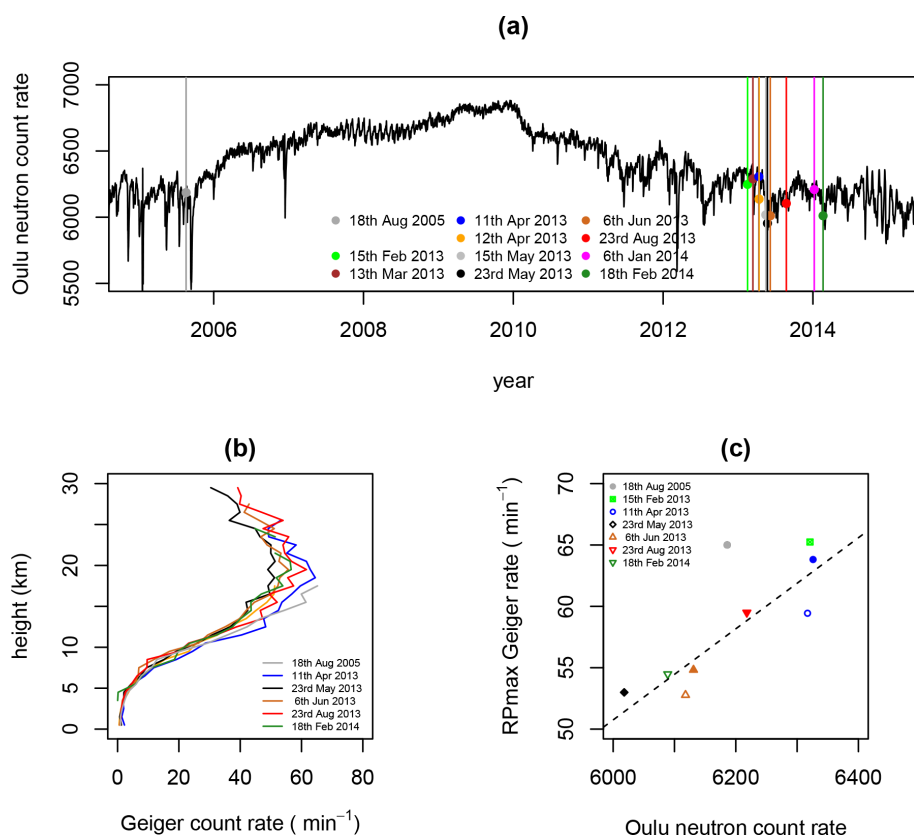 (a)
Oulu neutron count rate
7000
6500
6000
5500
18th Aug 2005
15th Feb 2013
13th Mar 2013
11th Apr 2013
12th Apr 2013
15th May 2013
23rd May 2013
6th Jun 2013
23rd Aug 2013
6th Jan 2014
18th Feb 2014
2006 2008 2010 2012 2014
year
(b)
height (km)
30
20
10
5
0
18th Aug 2005
11th Apr 2013
23rd May 2013
6th Jun 2013
23rd Aug 2013
18th Feb 2014
0 20 40 60 80
Geiger count rate ( min⁻¹)
(c)
RPmax Geiger rate ( min⁻¹)
70
65
60
55
50
18th Aug 2005
15th Feb 2013
11th Apr 2013
23rd May 2013
6th Jun 2013
23rd Aug 2013
18th Feb 2014
6000 6200 6400
Oulu neutron count rate